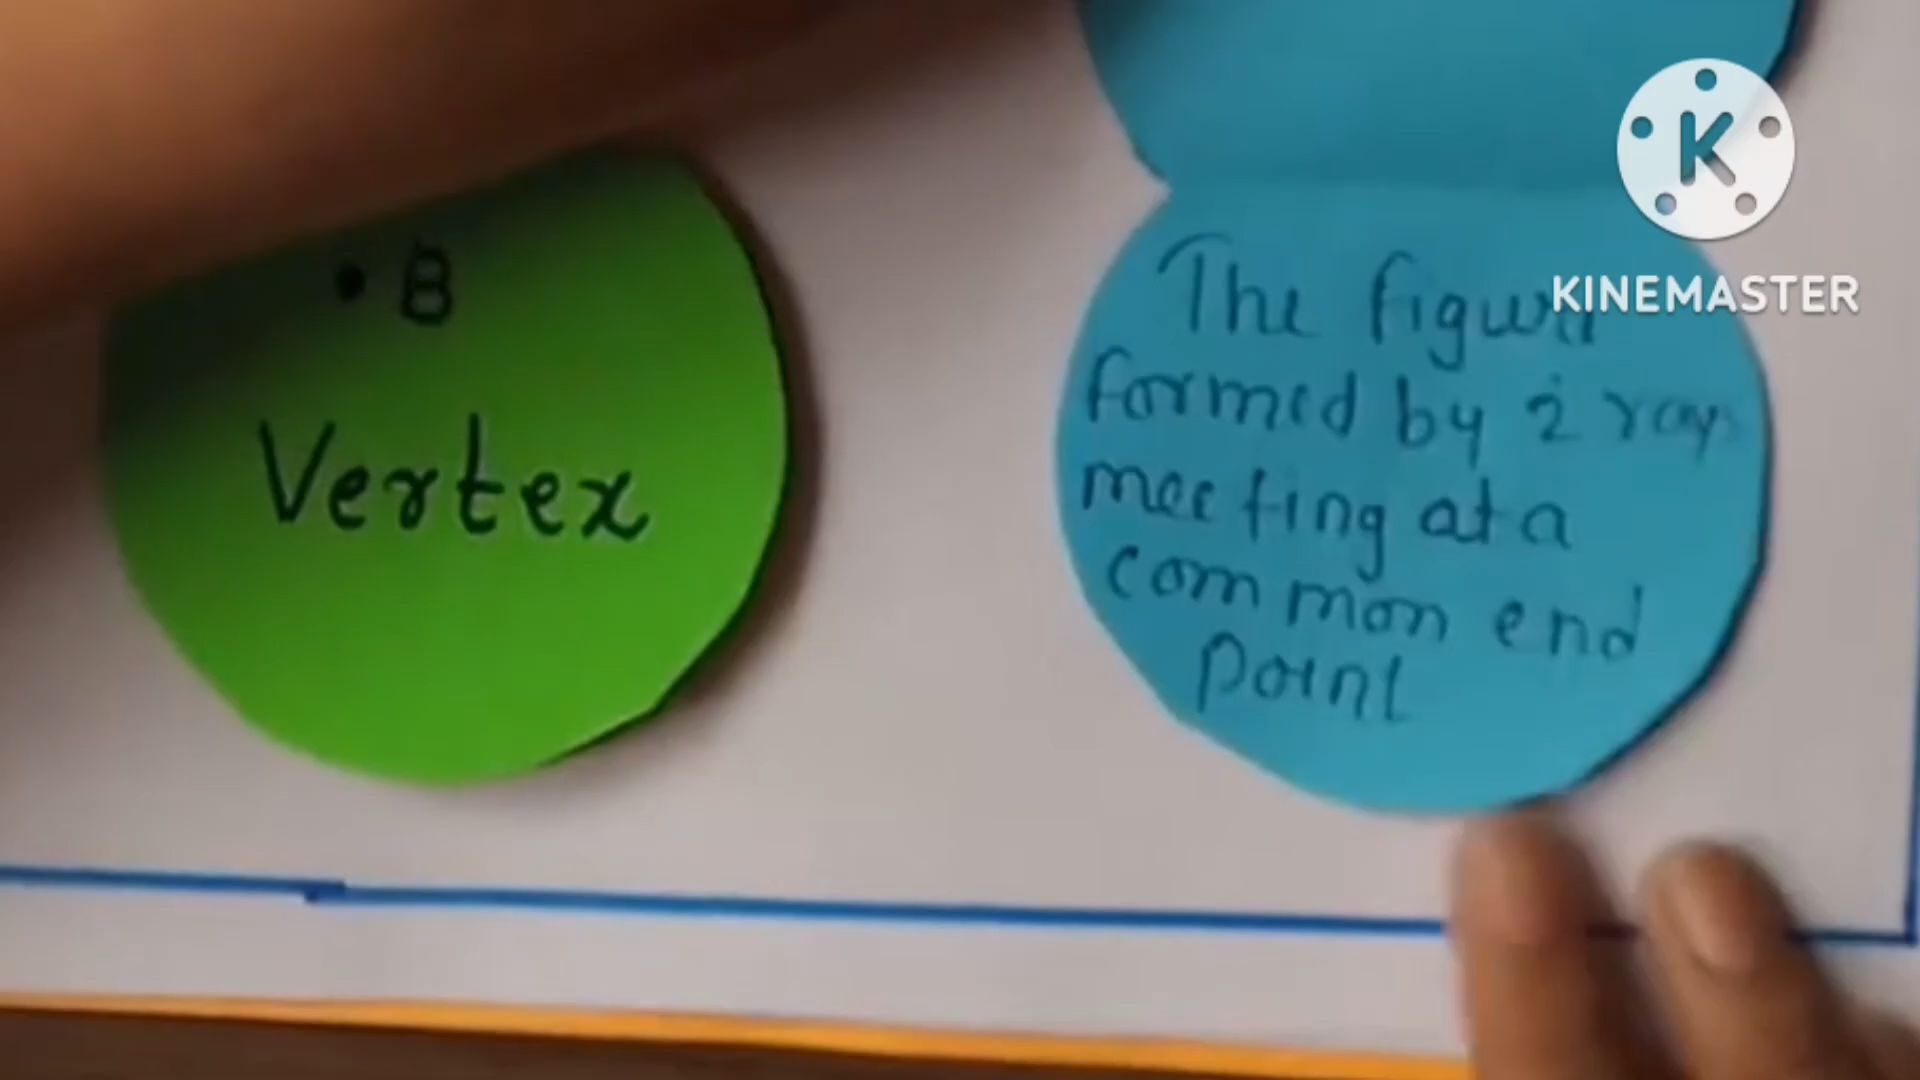 • B
Vertex
The figure
formed by 2 rays
meeting at a
common end
point
K
KINEMASTER